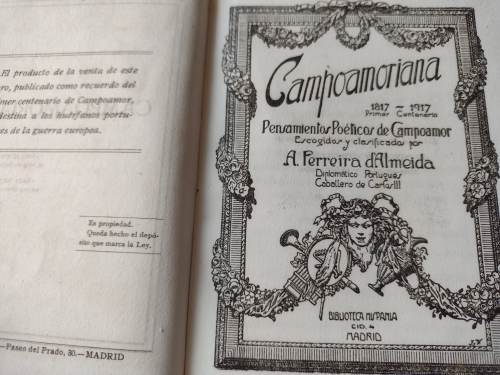 El producto de la venta de este
ro, publicado como recuerdo del
imer centenario de Campoamor,
destina a los huérfanos portu-
es de la guerra europea.
Es propiedad.
Queda hecho el depó-
sito que marca la Ley.
—Paseo del Prado, 30.—MADRID
Campoamoriana
1817 – 1917
Primer Centenario
Pensamientos Poéticos de Campoamor
Escogidos y clasificados por
A. Ferreira d'Almeida
Diplomático Portugués
Caballero de Carlos III
BIBLIOTECA HISPANIA
CID, 4
MADRID